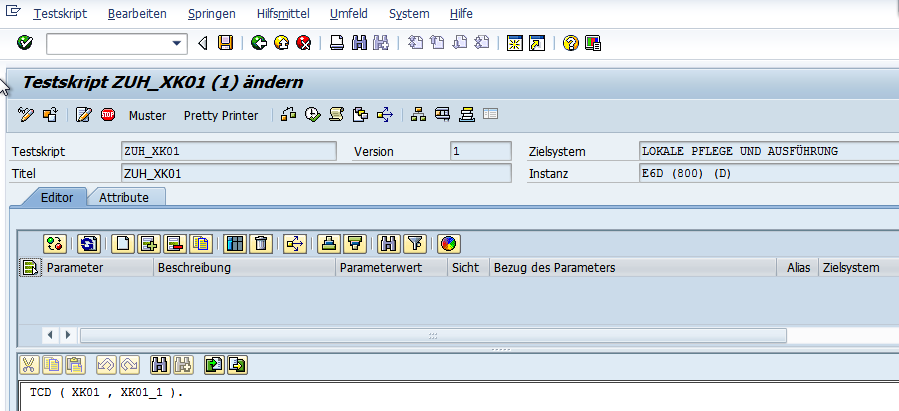 Testskript Bearbeiten Springen Hilfsmittel Umfeld System Hilfe
Testskript ZUH_XK01 (1) ändern
Muster Pretty Printer
Testskript ZUH_XK01 Version 1 Zielsystem LOKALE PFLEGE UND AUSFÜHRUNG
Titel ZUH_XK01 Instanz E6D (800) (D)
Editor Attribute
Parameter Beschreibung Parameterwert Sicht Bezug des Parameters Alias Zielsystem
TCD ( XK01 , XK01_1 ).